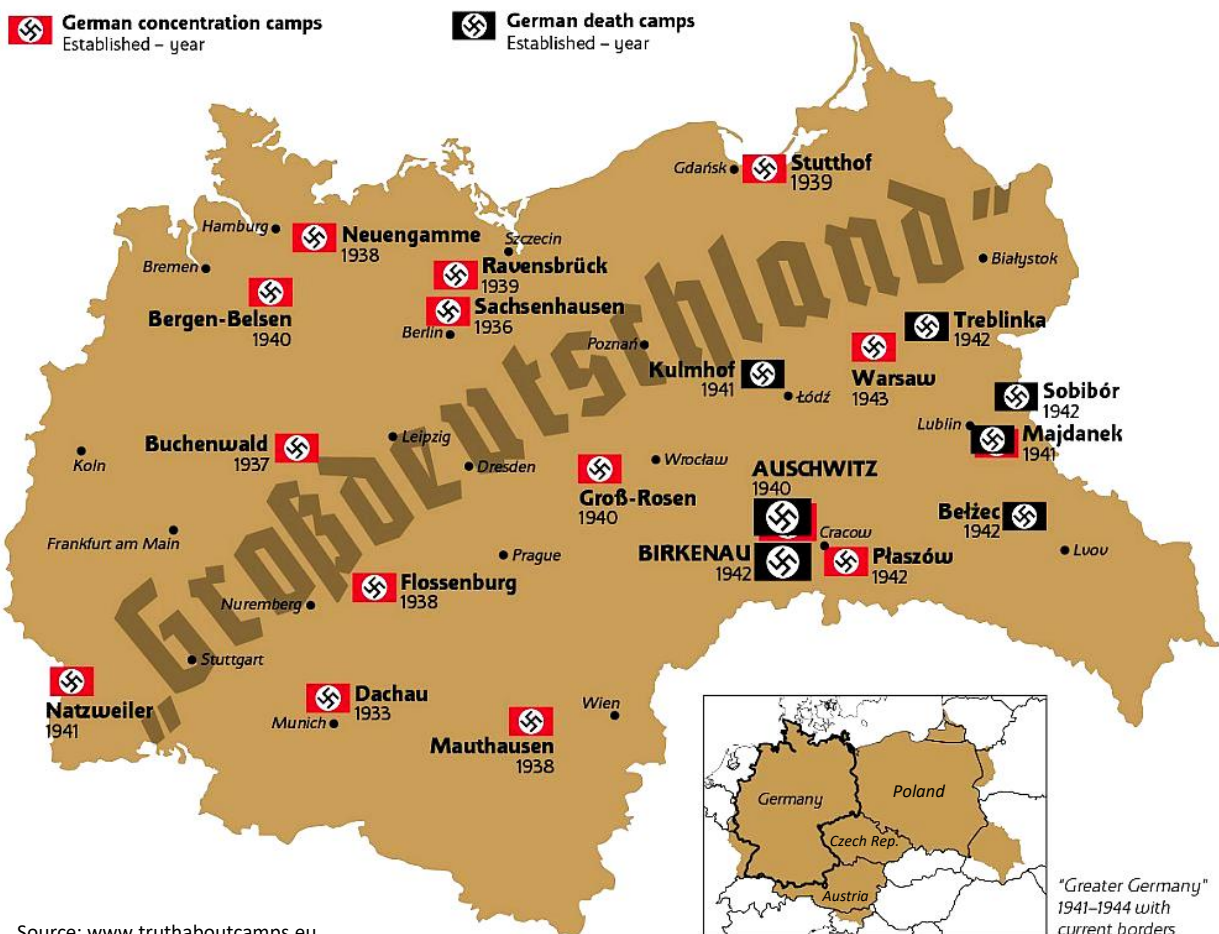 German concentration camps
Established – year
German death camps
Established – year
Gdańsk
Stutthof
1939
Hamburg
Neuengamme
1938
Szczecin
Bremen
Ravensbrück
1939
Białystok
Bergen-Belsen
1940
Sachsenhausen
1936
Berlin
Treblinka
1942
Poznań
Kulmhof
1941
Łódź
Warsaw
1943
Sobibór
1942
Lublin
Majdanek
1941
„Großdeutschland"
Buchenwald
1937
Leipzig
Koln
Dresden
Wrocław
Groß-Rosen
1940
AUSCHWITZ
1940
Cracow
BIRKENAU
1942
Płaszów
1942
Bełżec
1942
Lvov
Frankfurt am Main
Prague
Flossenburg
1938
Nuremberg
Stuttgart
Natzweiler
1941
Dachau
1933
Munich
Wien
Mauthausen
1938
Germany
Poland
Czech Rep.
Austria
"Greater Germany"
1941–1944 with
current borders
Source: www.truthaboutcamps.eu